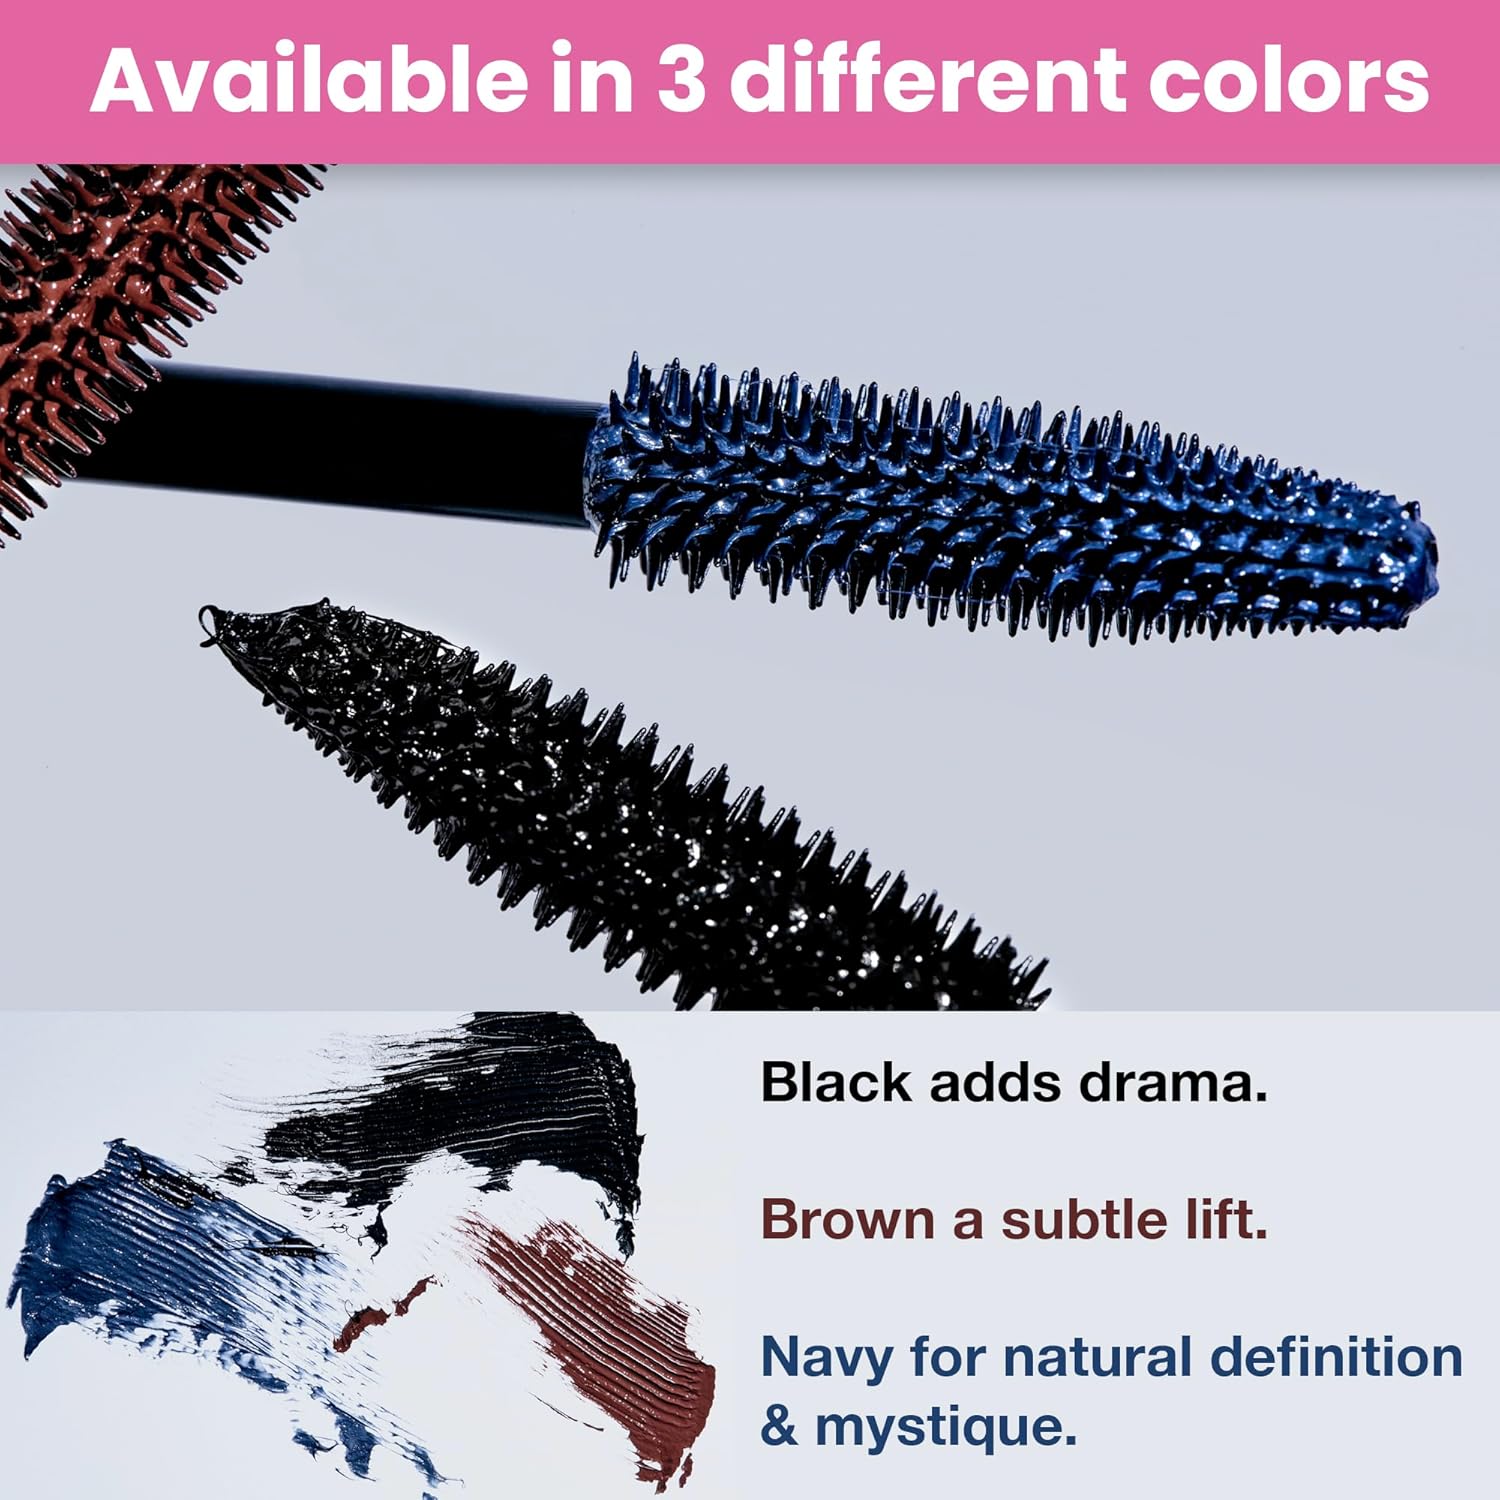 Available in 3 different colors
Black adds drama.
Brown a subtle lift.
Navy for natural definition
& mystique.